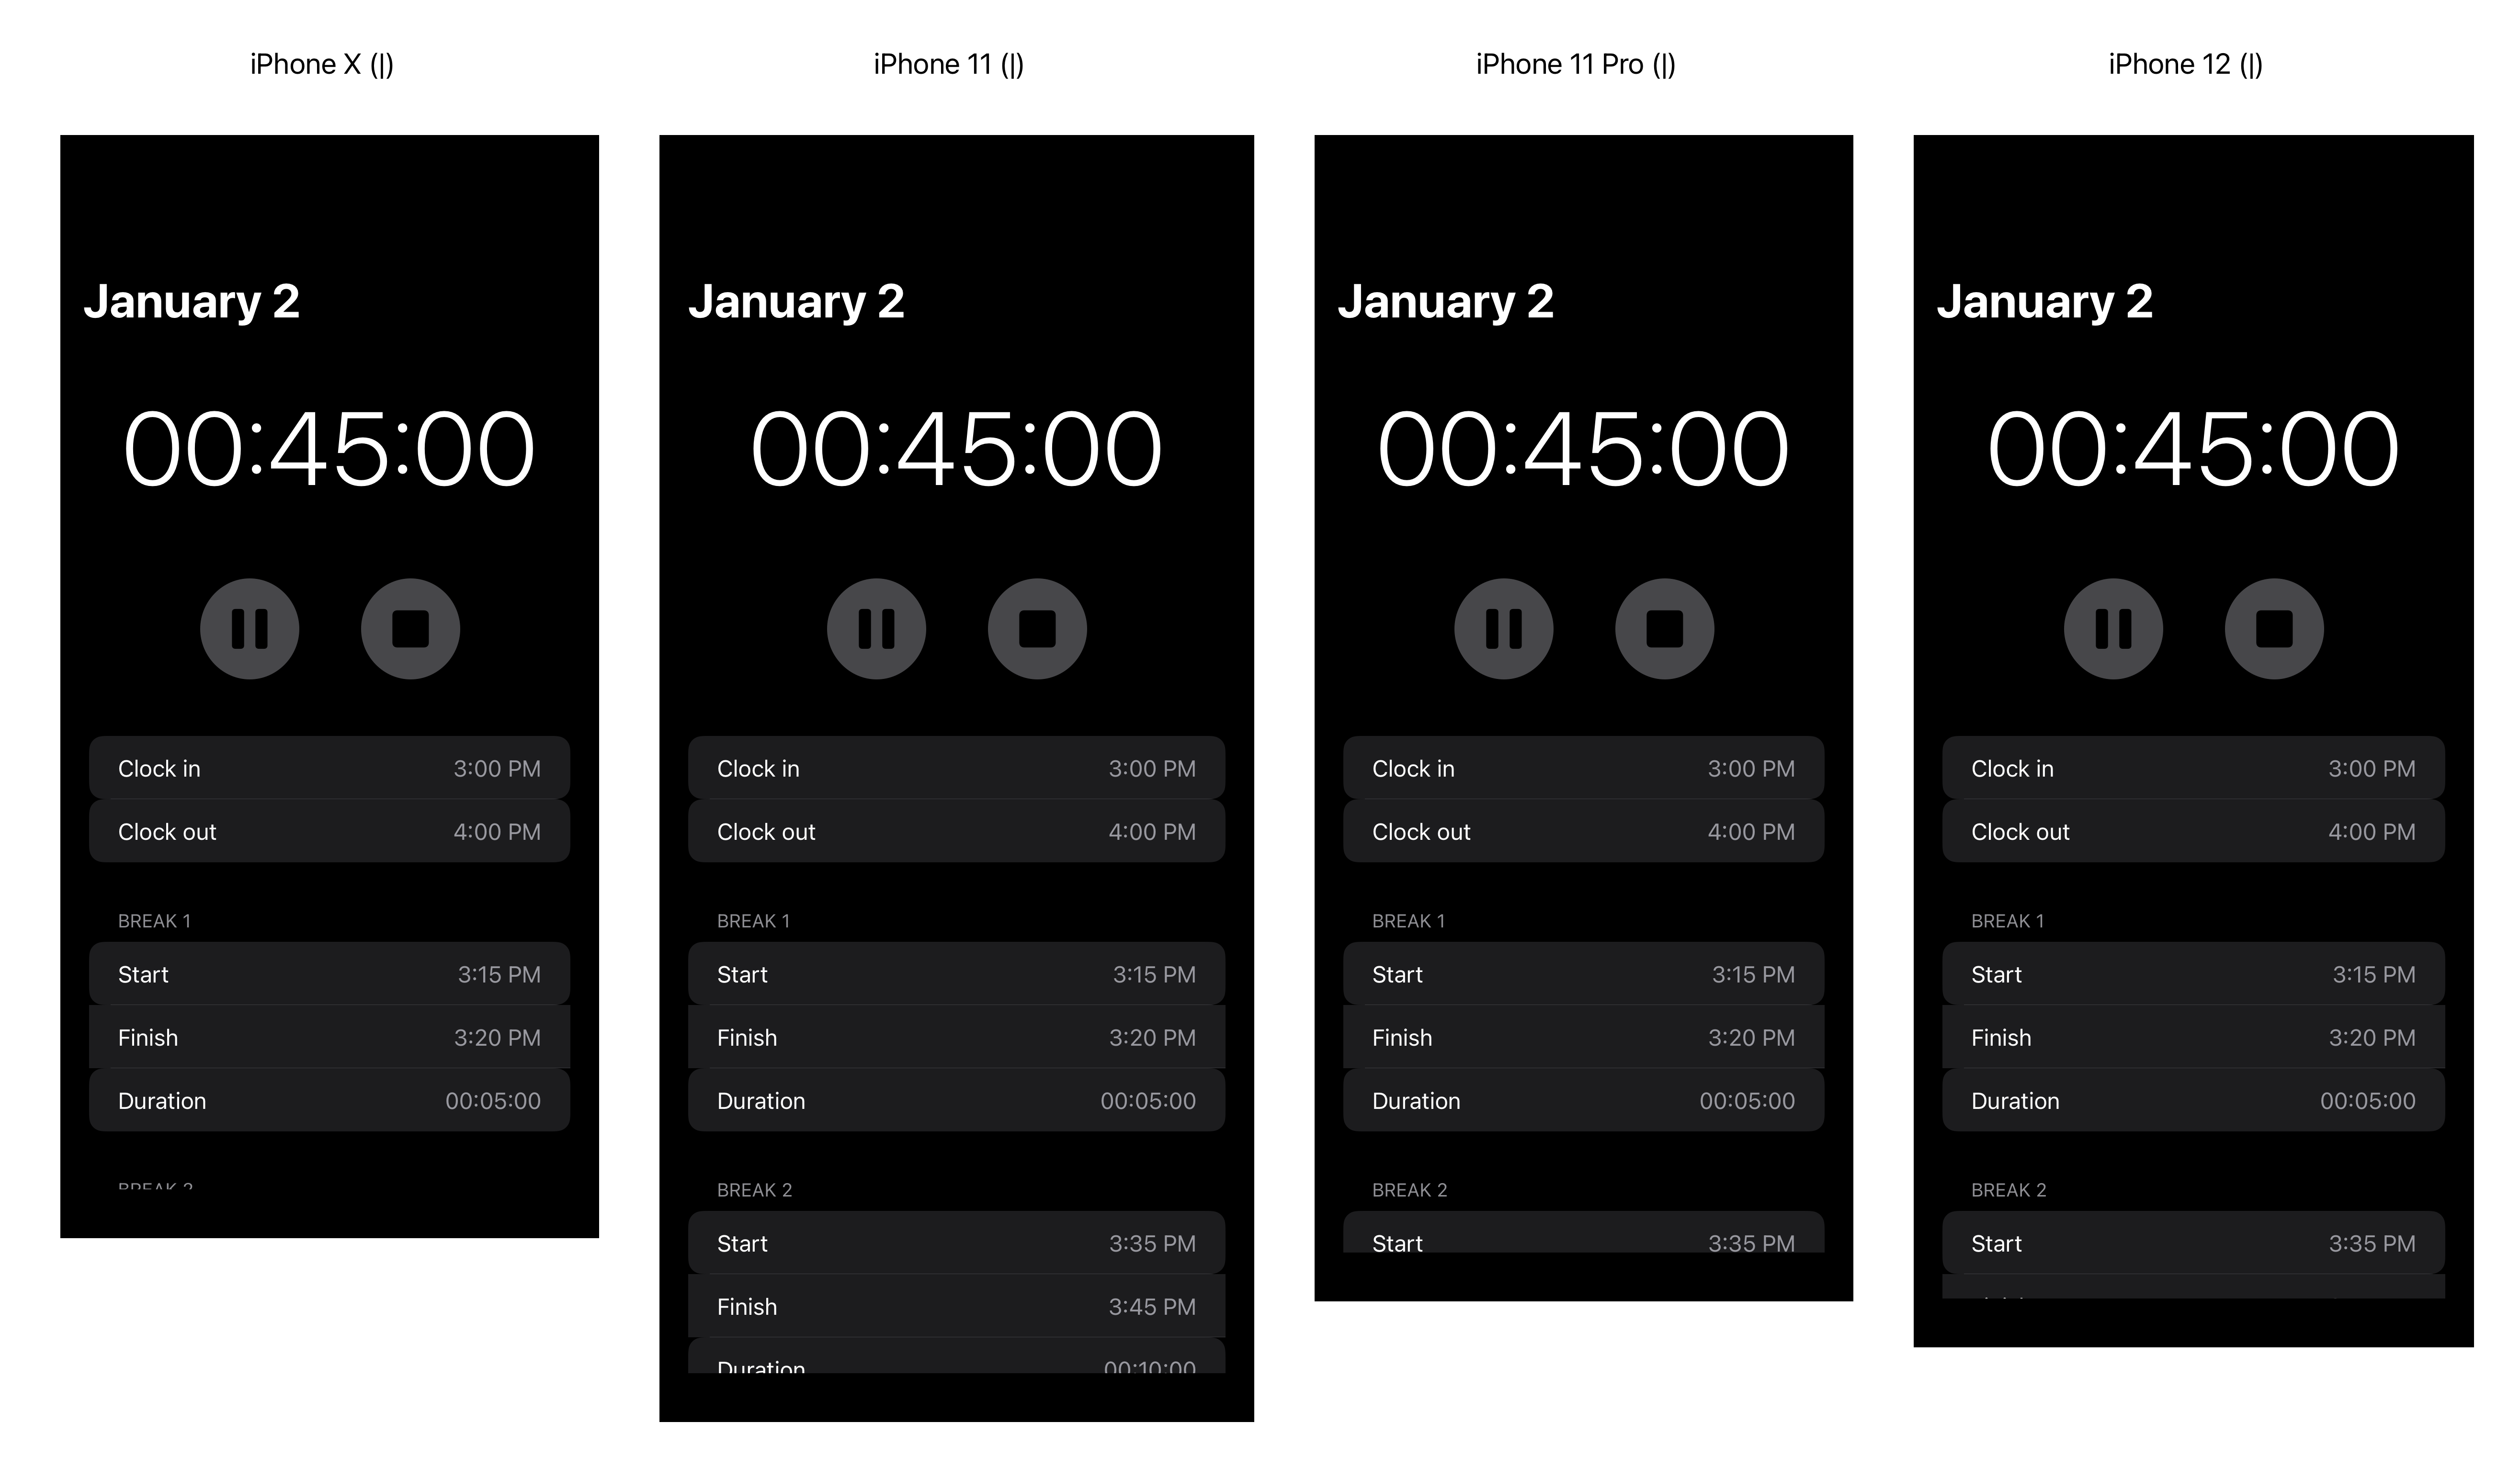 iPhone X (|)
January 2
00:45:00
Clock in 3:00 PM
Clock out 4:00 PM
BREAK 1
Start 3:15 PM
Finish 3:20 PM
Duration 00:05:00
BREAK 2
iPhone 11 (|)
January 2
00:45:00
Clock in 3:00 PM
Clock out 4:00 PM
BREAK 1
Start 3:15 PM
Finish 3:20 PM
Duration 00:05:00
BREAK 2
Start 3:35 PM
Finish 3:45 PM
Duration 00:10:00
iPhone 11 Pro (|)
January 2
00:45:00
Clock in 3:00 PM
Clock out 4:00 PM
BREAK 1
Start 3:15 PM
Finish 3:20 PM
Duration 00:05:00
BREAK 2
Start 3:35 PM
iPhone 12 (|)
January 2
00:45:00
Clock in 3:00 PM
Clock out 4:00 PM
BREAK 1
Start 3:15 PM
Finish 3:20 PM
Duration 00:05:00
BREAK 2
Start 3:35 PM